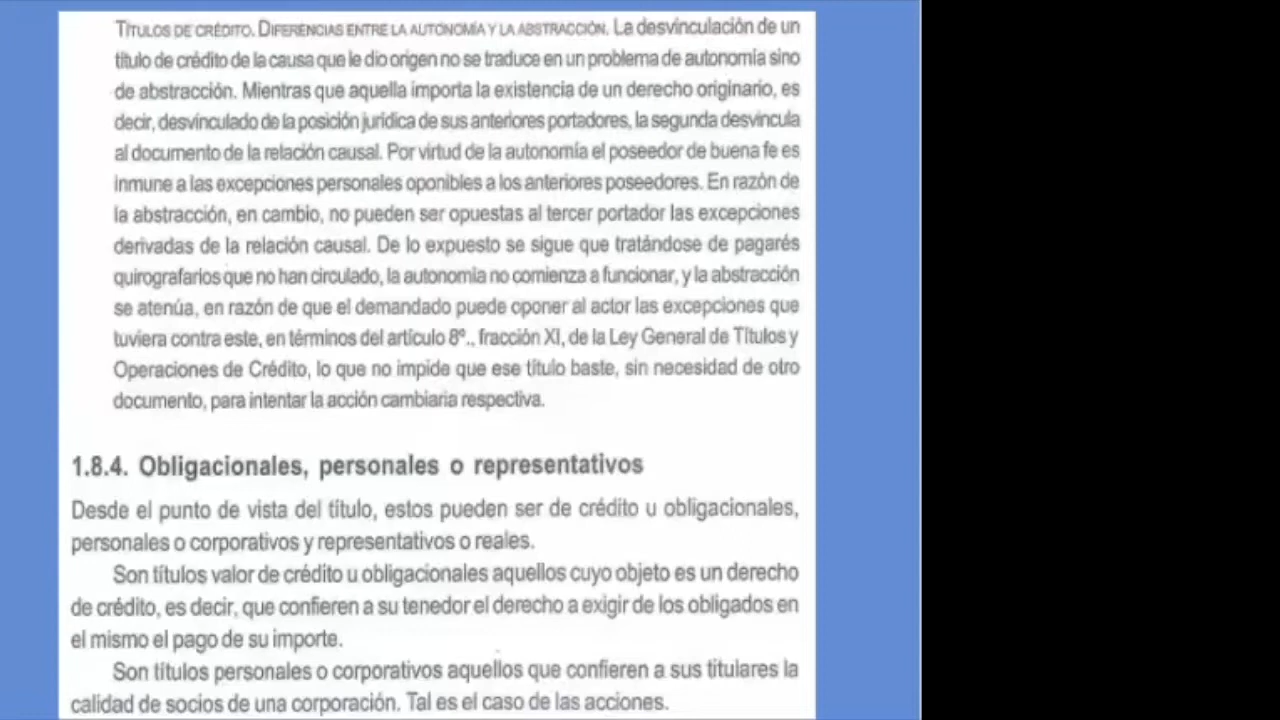 TÍTULOS DE CRÉDITO. DIFERENCIAS ENTRE LA AUTONOMÍA Y LA ABSTRACCIÓN. La desvinculación de un
título de crédito de la causa que le dio origen no se traduce en un problema de autonomía sino
de abstracción. Mientras que aquella importa la existencia de un derecho originario, es
decir, desvinculado de la posición jurídica de sus anteriores portadores, la segunda desvincula
al documento de la relación causal. Por virtud de la autonomía el poseedor de buena fe es
inmune a las excepciones personales oponibles a los anteriores poseedores. En razón de
la abstracción, en cambio, no pueden ser opuestas al tercer portador las excepciones
derivadas de la relación causal. De lo expuesto se sigue que tratándose de pagarés
quirografarios que no han circulado, la autonomía no comienza a funcionar, y la abstracción
se atenúa, en razón de que el demandado puede oponer al actor las excepciones que
tuviera contra este, en términos del artículo 8º., fracción XI, de la Ley General de Títulos y
Operaciones de Crédito, lo que no impide que ese título baste, sin necesidad de otro
documento, para intentar la acción cambiaria respectiva.
1.8.4. Obligacionales, personales o representativos
Desde el punto de vista del título, estos pueden ser de crédito u obligacionales,
personales o corporativos y representativos o reales.
Son títulos valor de crédito u obligacionales aquellos cuyo objeto es un derecho
de crédito, es decir, que confieren a su tenedor el derecho a exigir de los obligados en
el mismo el pago de su importe.
Son títulos personales o corporativos aquellos que confieren a sus titulares la
calidad de socios de una corporación. Tal es el caso de las acciones.